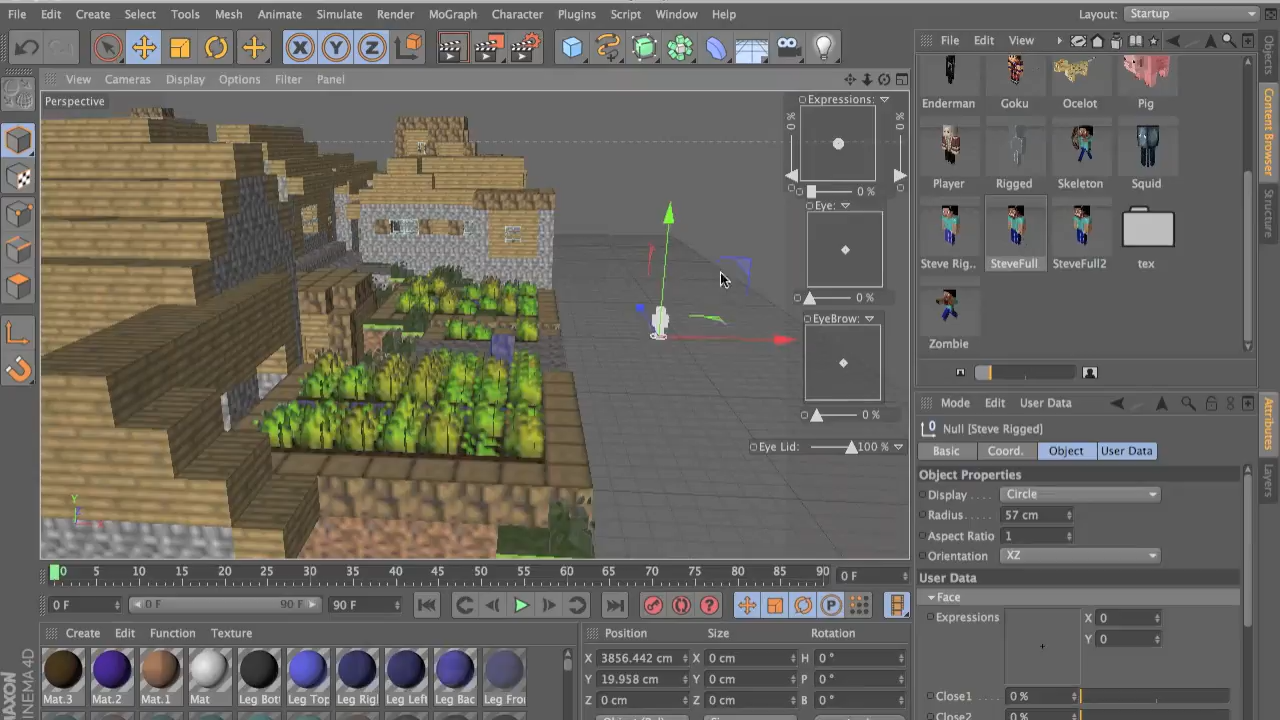 File Edit Create Select Tools Mesh Animate Simulate Render MoGraph Character Plugins Script Window Help Layout: Startup
X Y Z
File Edit View
View Cameras Display Options Filter Panel
Perspective
Expressions:
0 % 0 %
0 %
Eye:
0 %
EyeBrow:
0 %
Eye Lid: 100 %
Y
Enderman Goku Ocelot Pig
Player Rigged Skeleton Squid
Steve Rig.. SteveFull SteveFull2 tex
Zombie
Objects
Content Browser
Structure
Mode Edit User Data
Null [Steve Rigged]
Basic Coord. Object User Data
Object Properties
Display Circle
Radius 57 cm
Aspect Ratio 1
Orientation XZ
User Data
Face
Expressions X 0
Y 0
Close1 0 %
Close2 0 %
Attributes
Layers
0 5 10 15 20 25 30 35 40 45 50 55 60 65 70 75 80 85 90 0 F
0 F 0 F 90 F 90 F
P
Create Edit Function Texture
Mat.3 Mat.2 Mat.1 Mat Leg Bott Leg Top Leg Rig Leg Left Leg Bac Leg Fro
Position Size Rotation
X 3856.442 cm X 0 cm H 0 °
Y 19.958 cm Y 0 cm P 0 °
Z 0 cm Z 0 cm B 0 °
MAXON
CINEMA 4D